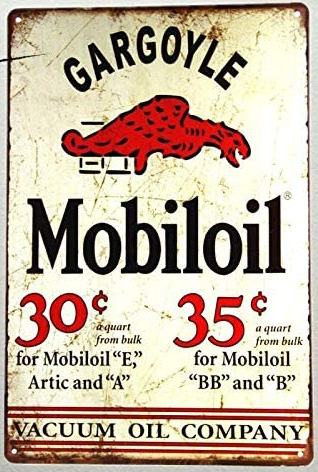 GARGOYLE
Mobiloil®
30¢ a quart
from bulk
for Mobiloil “E,”
Artic and “A”
35¢ a quart
from bulk
for Mobiloil
“BB” and “B”
VACUUM OIL COMPANY